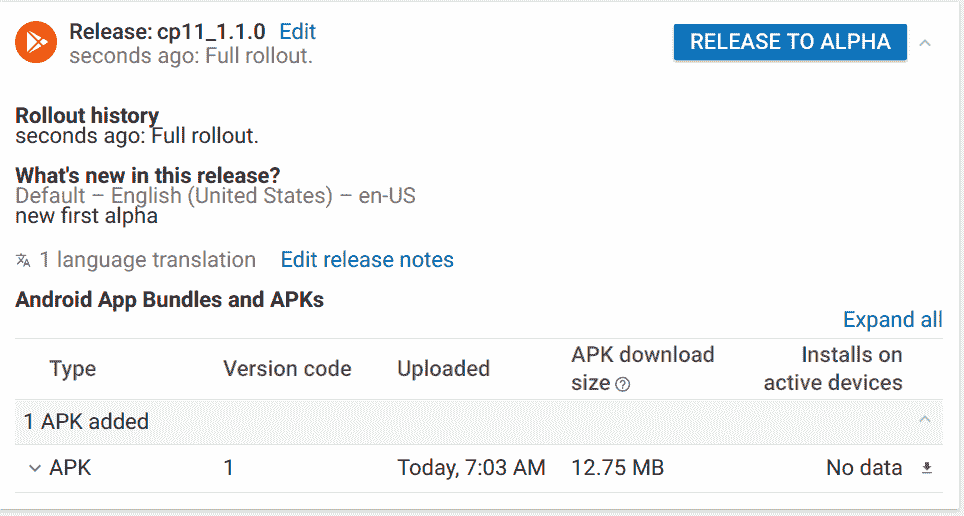 Release: cp11_1.1.0 Edit
seconds ago: Full rollout.
RELEASE TO ALPHA
Rollout history
seconds ago: Full rollout.
What's new in this release?
Default – English (United States) – en-US
new first alpha
1 language translation Edit release notes
Android App Bundles and APKs
Expand all
Type Version code Uploaded APK download size Installs on active devices
1 APK added
APK 1 Today, 7:03 AM 12.75 MB No data